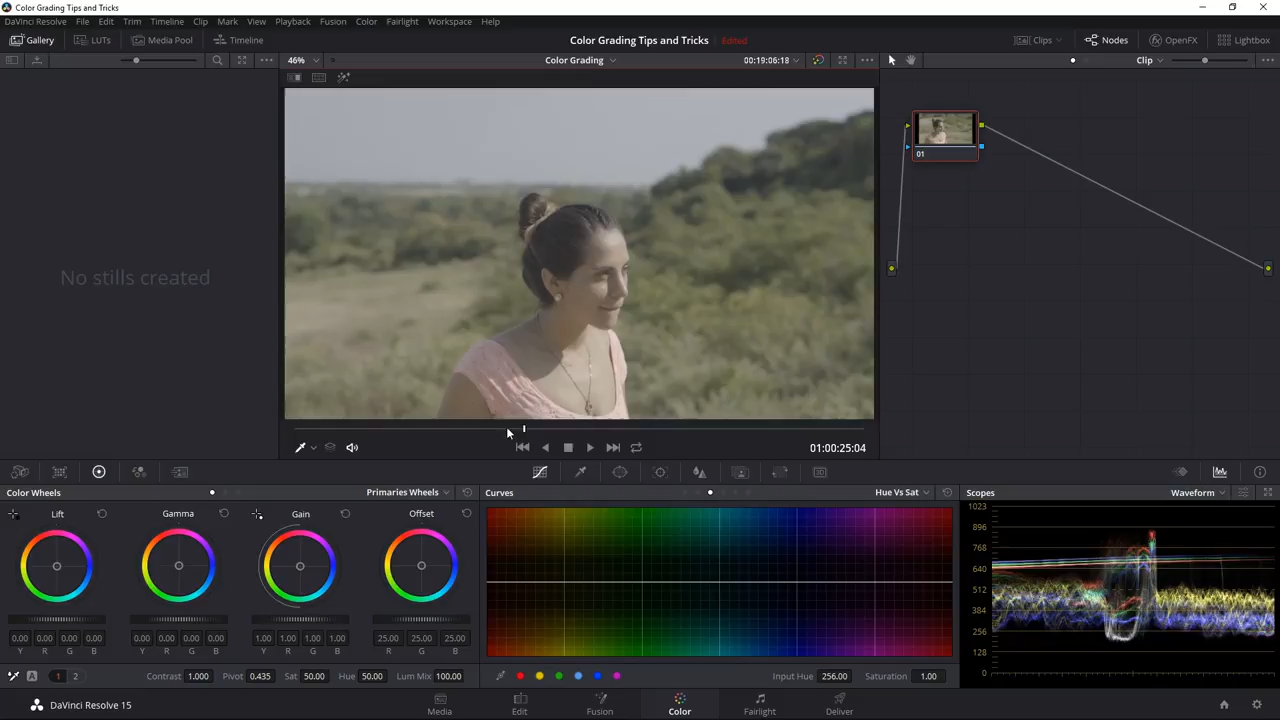 Color Grading Tips and Tricks
DaVinci Resolve File Edit Trim Timeline Clip Mark View Playback Fusion Color Fairlight Workspace Help
Gallery LUTs Media Pool Timeline Color Grading Tips and Tricks Edited Clips Nodes OpenFX Lightbox
46% Color Grading 00:19:06:18 Clip
01
No stills created
01:00:25:04
Color Wheels Primaries Wheels Curves Hue Vs Sat Scopes Waveform
Lift Gamma Gain Offset
1023
896
768
640
512
384
256
128
0
0.00 0.00 0.00 0.00 0.00 0.00 0.00 0.00 1.00 1.00 1.00 1.00 25.00 25.00 25.00
Y R G B Y R G B Y R G B R G B
A 1 2 Contrast 1.000 Pivot 0.435 Sat 50.00 Hue 50.00 Lum Mix 100.00 Input Hue 256.00 Saturation 1.00
DaVinci Resolve 15 Media Edit Fusion Color Fairlight Deliver